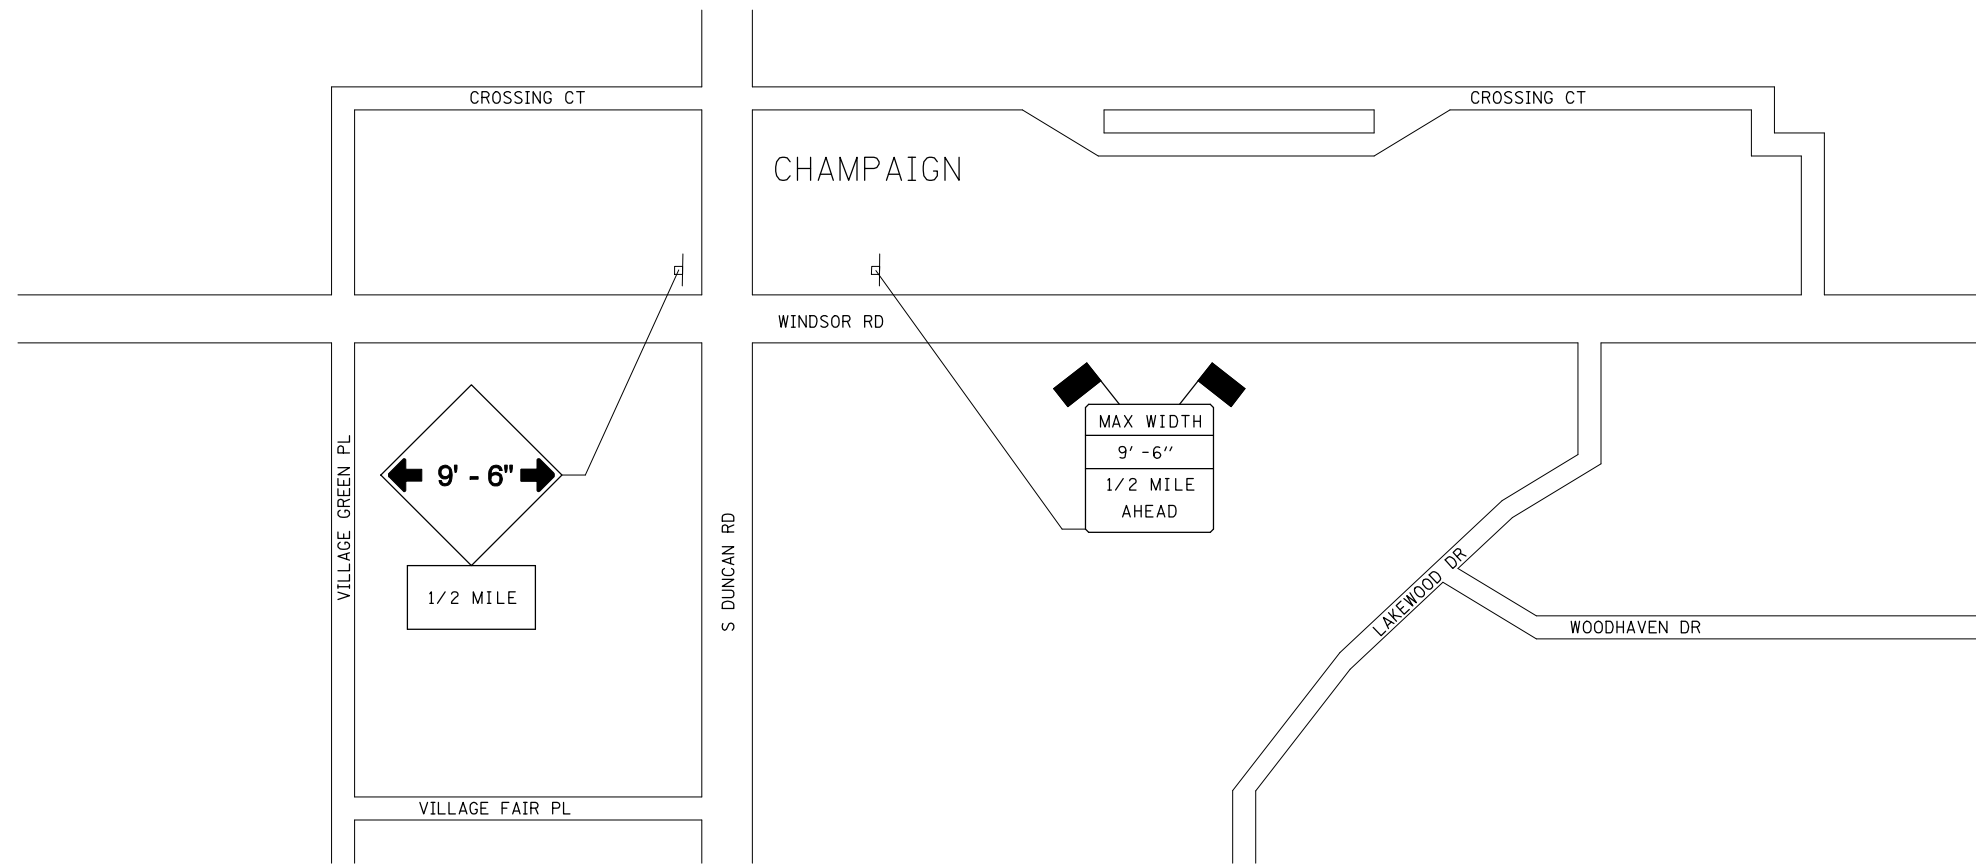 CROSSING CT
CROSSING CT
CHAMPAIGN
WINDSOR RD
MAX WIDTH
9'-6''
1/2 MILE
AHEAD
VILLAGE GREEN PL
9' - 6"
1/2 MILE
S DUNCAN RD
LAKEWOOD DR
WOODHAVEN DR
VILLAGE FAIR PL